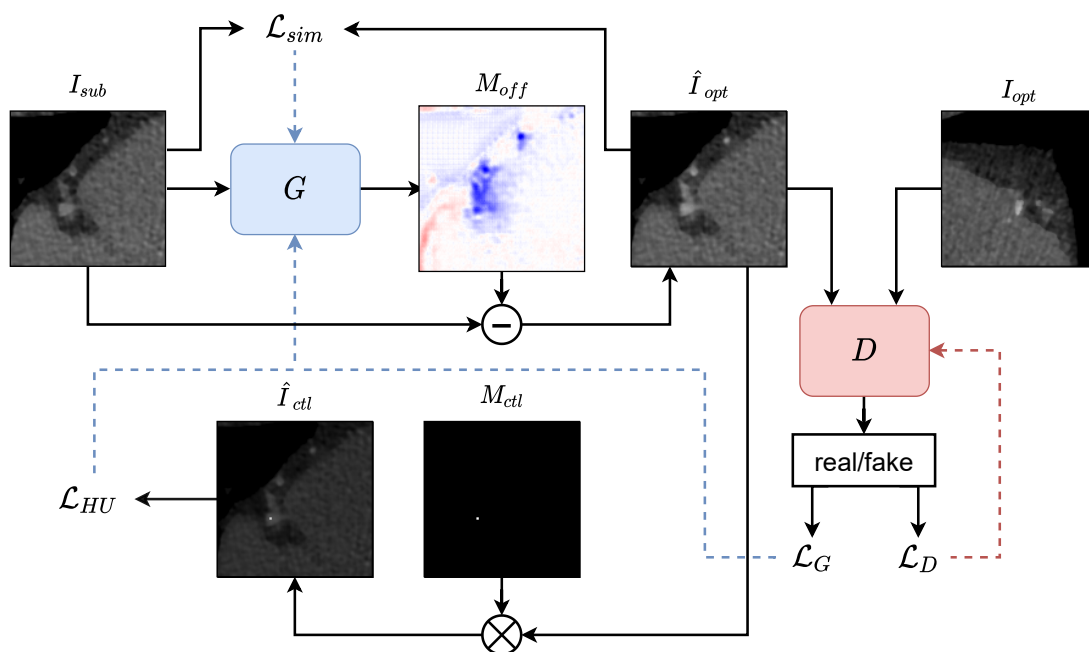 ℒ_sim
I_sub
M_off
Î_opt
I_opt
G
−
D
Î_ctl
M_ctl
real/fake
ℒ_HU
ℒ_G
ℒ_D